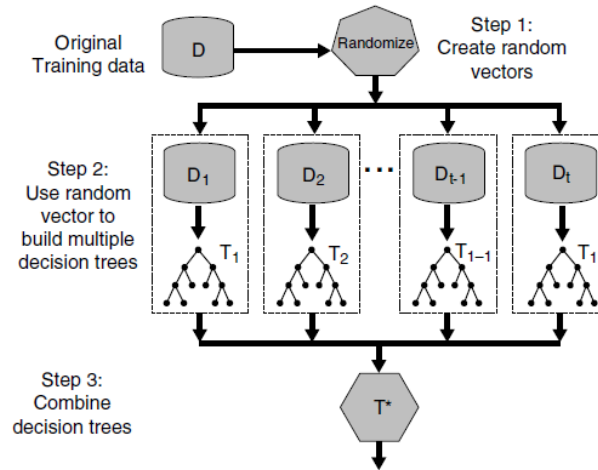 Original
Training data
D
Randomize
Step 1:
Create random
vectors
Step 2:
Use random
vector to
build multiple
decision trees
D1
D2
...
Dt-1
Dt
T1
T2
T1–1
T1
Step 3:
Combine
decision trees
T*